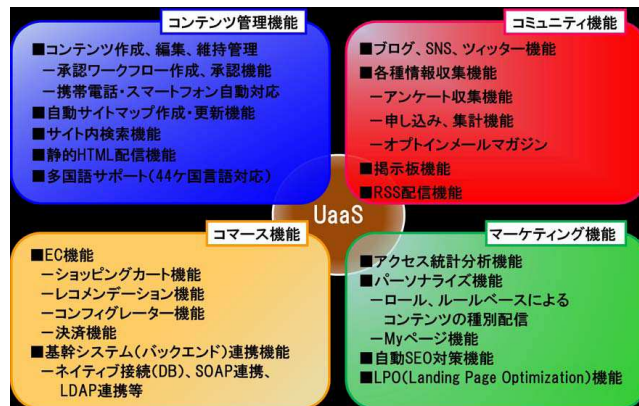 コンテンツ管理機能
■コンテンツ作成、編集、維持管理
－承認ワークフロー作成、承認機能
－携帯電話・スマートフォン自動対応
■自動サイトマップ作成・更新機能
■サイト内検索機能
■静的HTML配信機能
■多国語サポート(44ケ国言語対応)
コミュニティ機能
■ブログ、SNS、ツィッター機能
■各種情報収集機能
－アンケート収集機能
－申し込み、集計機能
－オプトインメールマガジン
■掲示板機能
■RSS配信機能
UaaS
コマース機能
■EC機能
－ショッピングカート機能
－レコメンデーション機能
－コンフィグレーター機能
－決済機能
■基幹システム(バックエンド)連携機能
－ネイティブ接続(DB)、SOAP連携、
LDAP連携等
マーケティング機能
■アクセス統計分析機能
■パーソナライズ機能
－ロール、ルールベースによる
コンテンツの種別配信
－Myページ機能
■自動SEO対策機能
■LPO(Landing Page Optimization)機能